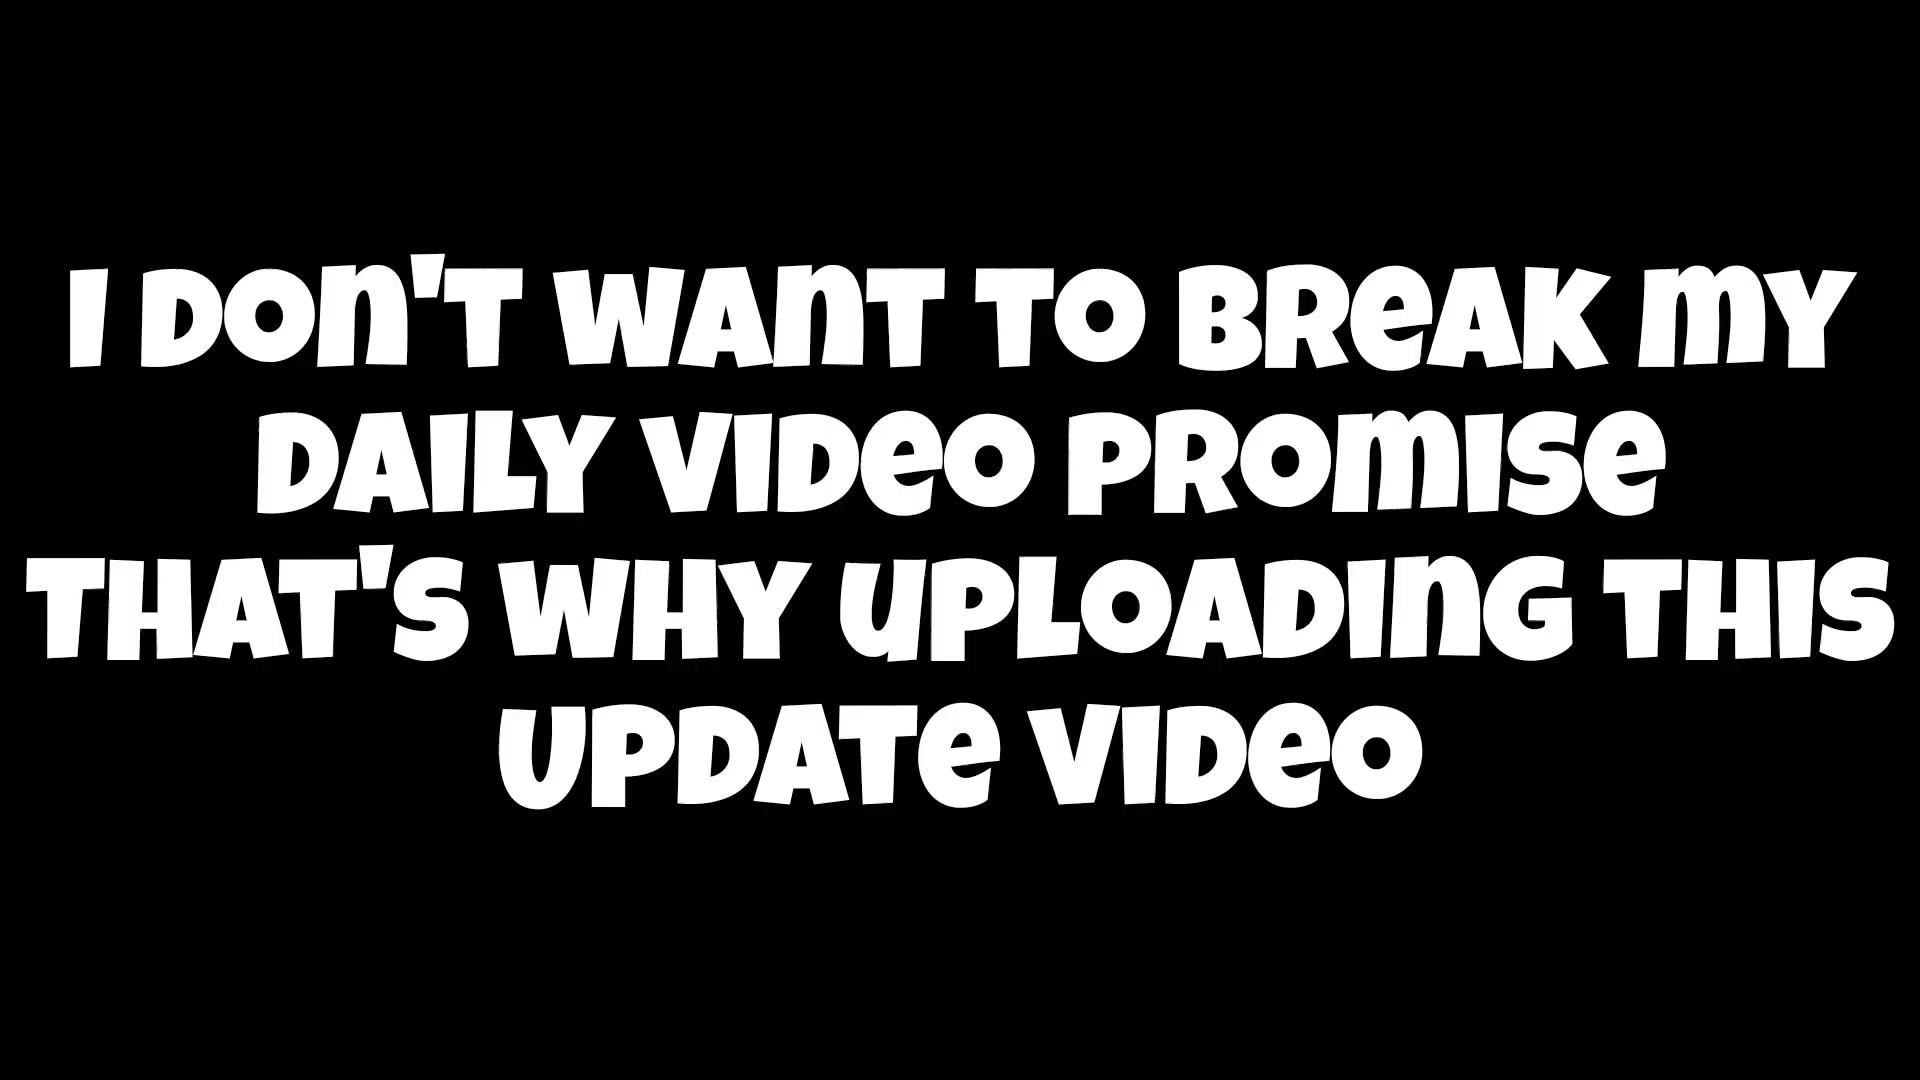 I DON'T WANT TO BREAK MY
DAILY VIDEO PROMISE
THAT'S WHY UPLOADING THIS
UPDATE VIDEO